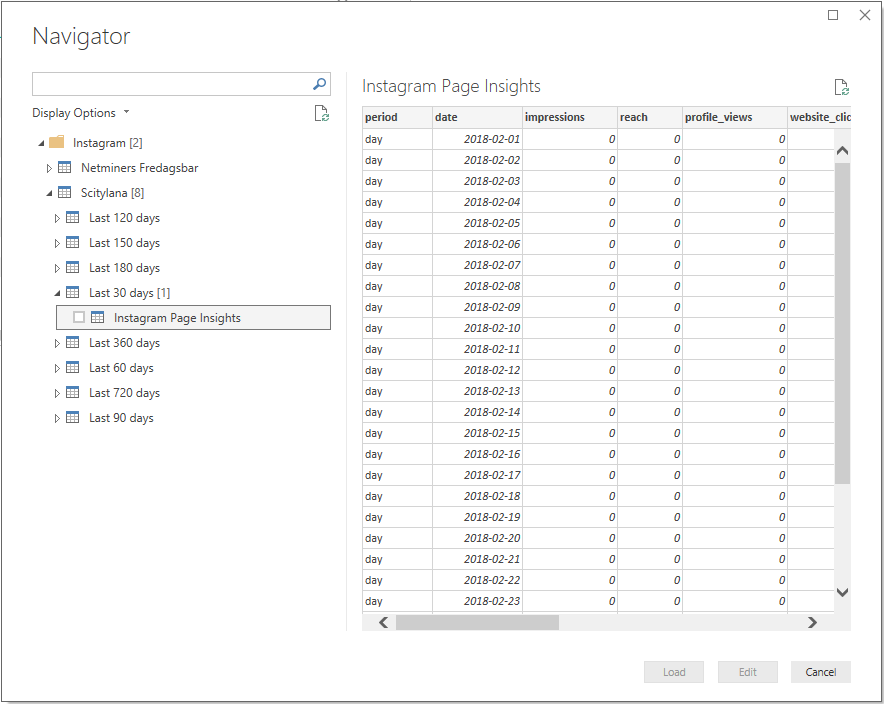 Navigator
Display Options
Instagram [2]
Netminers Fredagsbar
Scitylana [8]
Last 120 days
Last 150 days
Last 180 days
Last 30 days [1]
Instagram Page Insights
Last 360 days
Last 60 days
Last 720 days
Last 90 days
Instagram Page Insights
period date impressions reach profile_views website_clic
day 2018-02-01 0 0 0
day 2018-02-02 0 0 0
day 2018-02-03 0 0 0
day 2018-02-04 0 0 0
day 2018-02-05 0 0 0
day 2018-02-06 0 0 0
day 2018-02-07 0 0 0
day 2018-02-08 0 0 0
day 2018-02-09 0 0 0
day 2018-02-10 0 0 0
day 2018-02-11 0 0 0
day 2018-02-12 0 0 0
day 2018-02-13 0 0 0
day 2018-02-14 0 0 0
day 2018-02-15 0 0 0
day 2018-02-16 0 0 0
day 2018-02-17 0 0 0
day 2018-02-18 0 0 0
day 2018-02-19 0 0 0
day 2018-02-20 0 0 0
day 2018-02-21 0 0 0
day 2018-02-22 0 0 0
day 2018-02-23 0 0 0
Load Edit Cancel